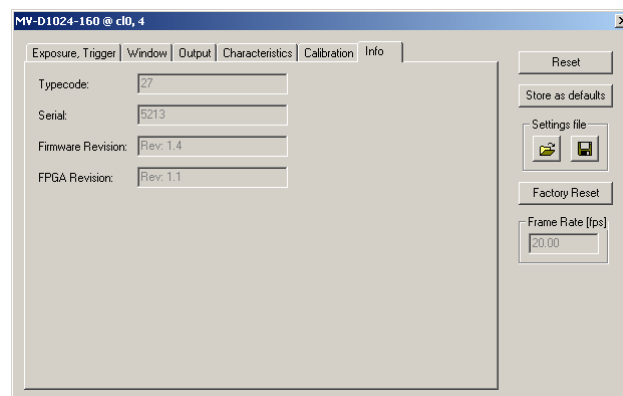 MV-D1024-160 @ cl0, 4
Exposure, Trigger Window Output Characteristics Calibration Info
Typecode: 27
Serial: 5213
Firmware Revision: Rev: 1.4
FPGA Revision: Rev: 1.1
Reset
Store as defaults
Settings file
Factory Reset
Frame Rate [fps]
20.00